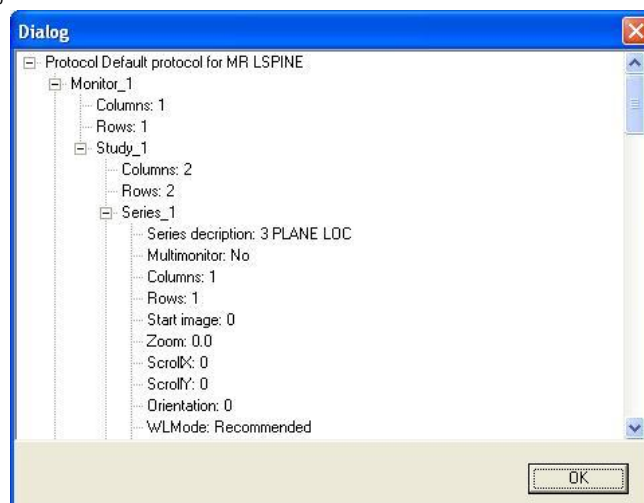 Dialog
Protocol Default protocol for MR LSPINE
Monitor_1
Columns: 1
Rows: 1
Study_1
Columns: 2
Rows: 2
Series_1
Series decription: 3 PLANE LOC
Multimonitor: No
Columns: 1
Rows: 1
Start image: 0
Zoom: 0.0
ScrollX: 0
ScrollY: 0
Orientation: 0
WLMode: Recommended
OK